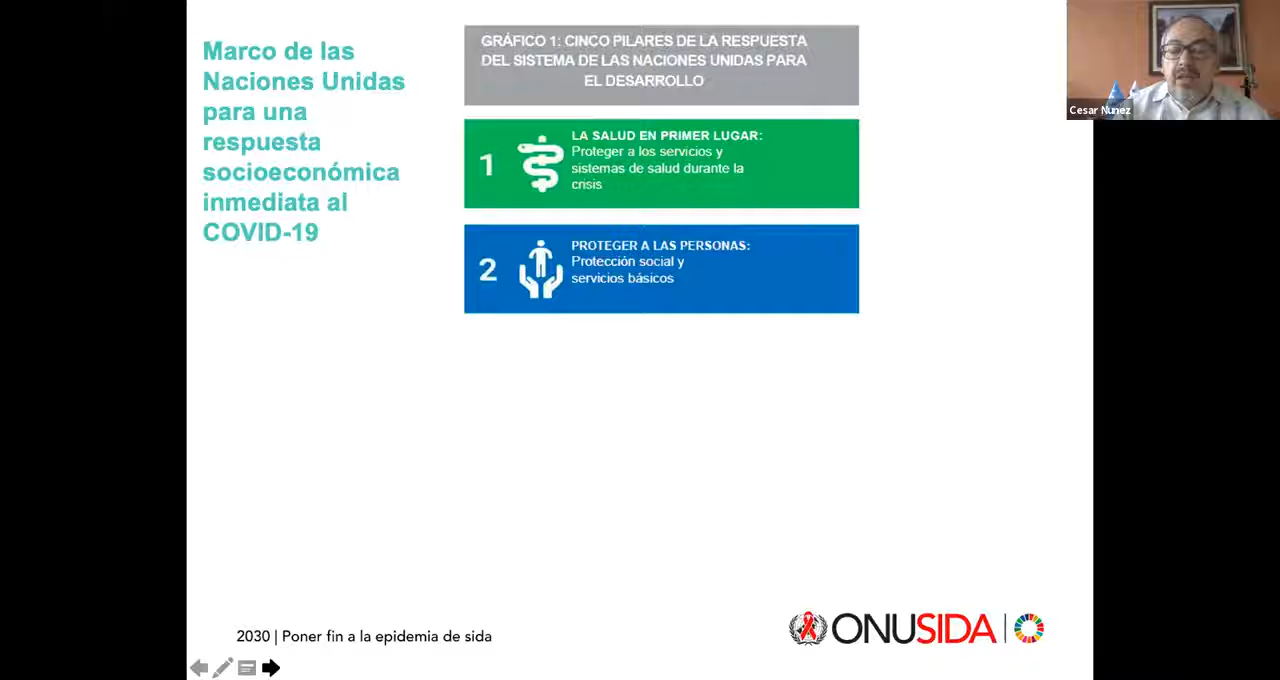 Marco de las
Naciones Unidas
para una
respuesta
socioeconómica
inmediata al
COVID-19
GRÁFICO 1: CINCO PILARES DE LA RESPUESTA
DEL SISTEMA DE LAS NACIONES UNIDAS PARA
EL DESARROLLO
1
LA SALUD EN PRIMER LUGAR:
Proteger a los servicios y
sistemas de salud durante la
crisis
2
PROTEGER A LAS PERSONAS:
Protección social y
servicios básicos
Cesar Nunez
2030 | Poner fin a la epidemia de sida
ONUSIDA